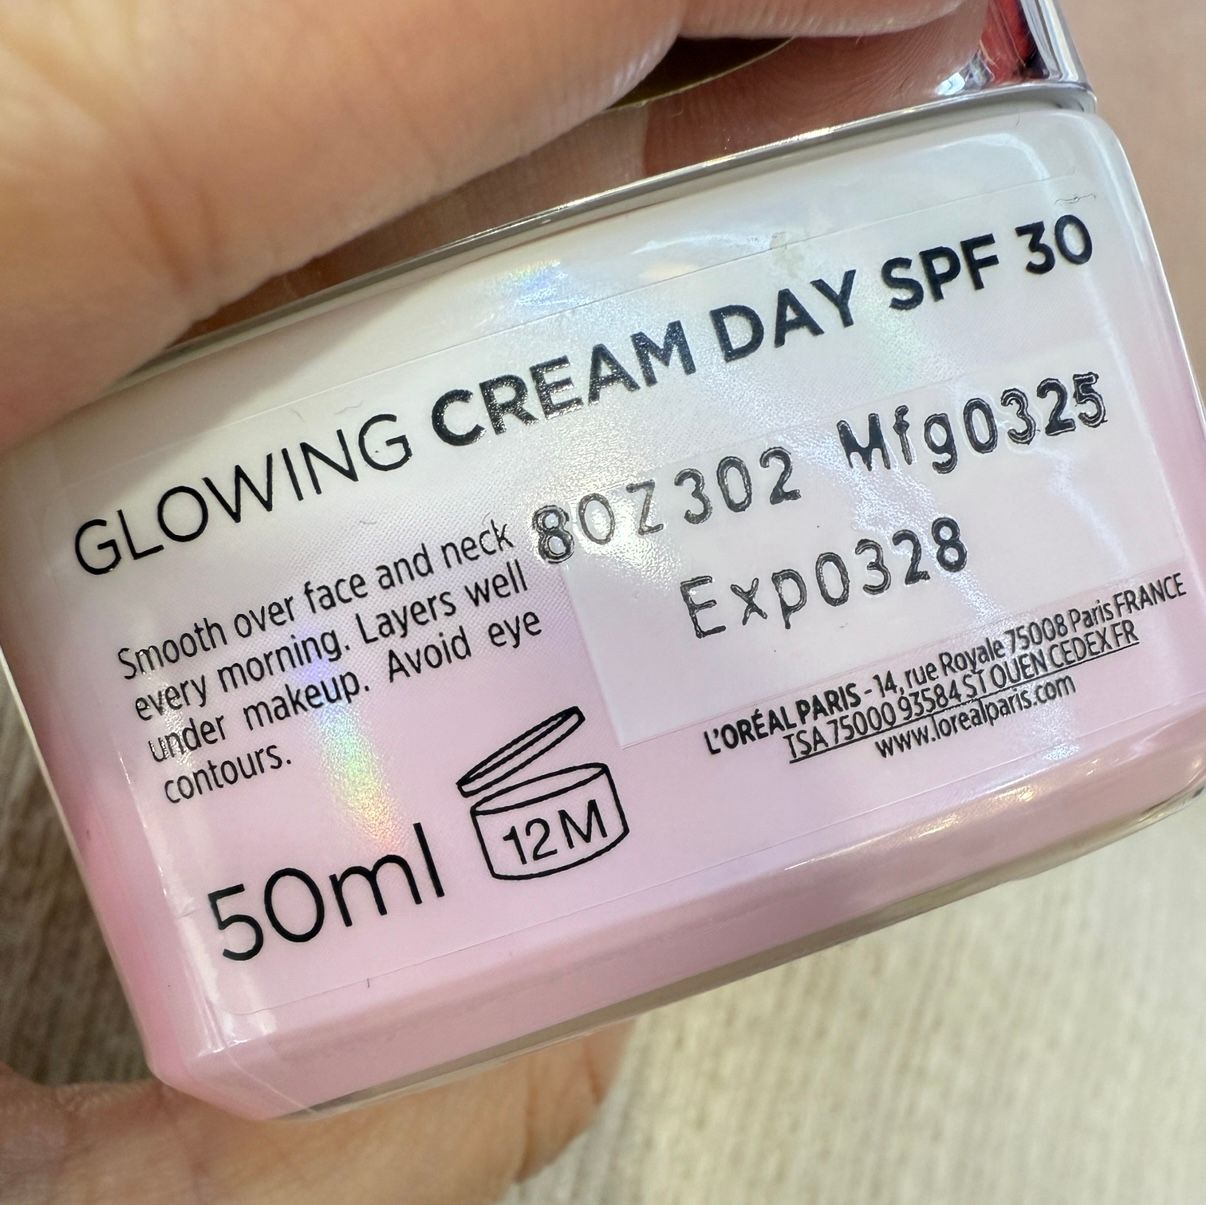 GLOWING CREAM DAY SPF 30
Smooth over face and neck
every morning. Layers well
under makeup. Avoid eye
contours.
80Z302 Mfg0325
Exp0328
L'ORÉAL PARIS - 14, rue Royale 75008 Paris FRANCE
TSA 75000 93584 ST OUEN CEDEX FR
www.lorealparis.com
50ml
12M